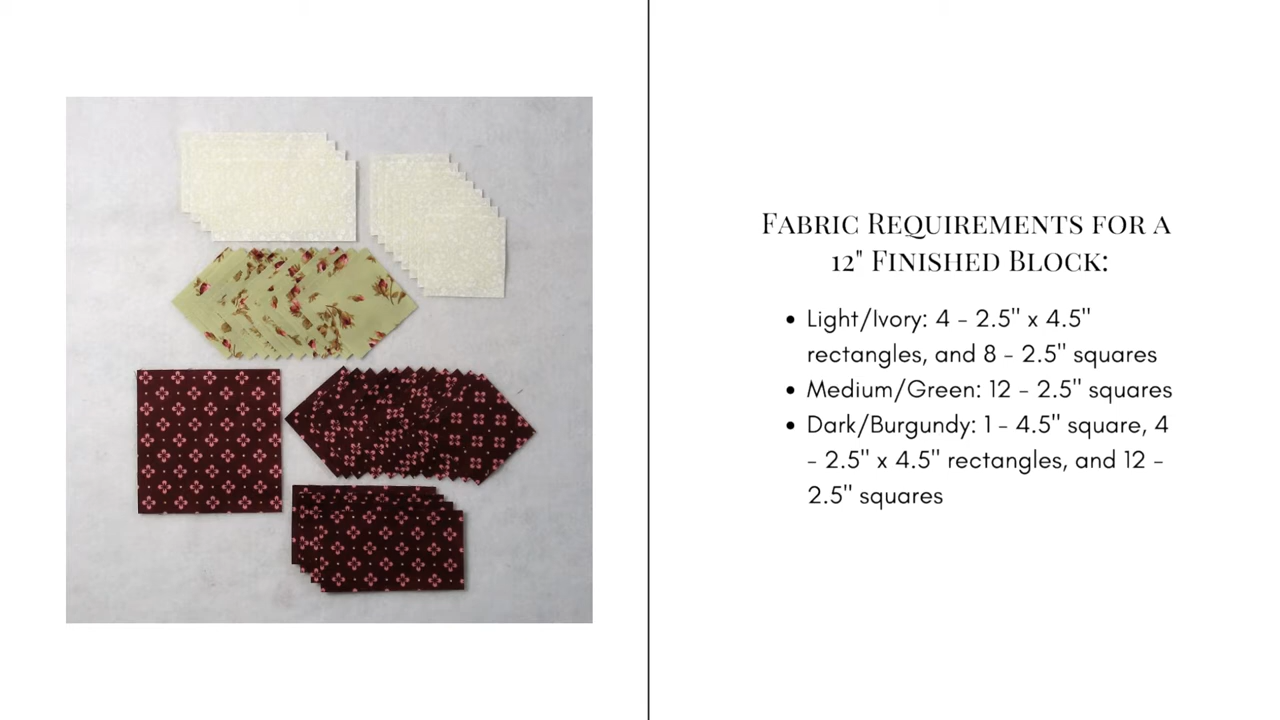 Fabric Requirements for a
12" Finished Block:
• Light/Ivory: 4 - 2.5" x 4.5"
rectangles, and 8 - 2.5" squares
• Medium/Green: 12 - 2.5" squares
• Dark/Burgundy: 1 - 4.5" square, 4
- 2.5" x 4.5" rectangles, and 12 -
2.5" squares